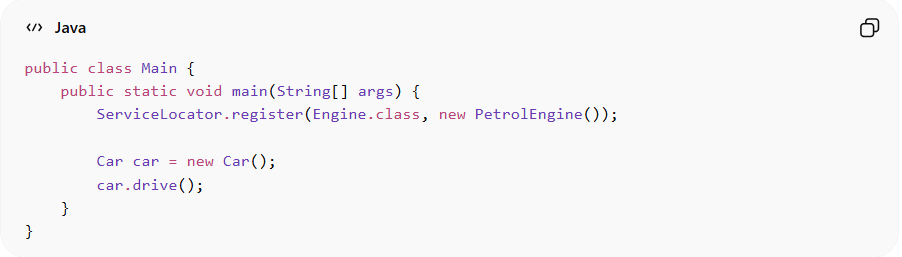 </> Java
public class Main {
    public static void main(String[] args) {
        ServiceLocator.register(Engine.class, new PetrolEngine());

        Car car = new Car();
        car.drive();
    }
}